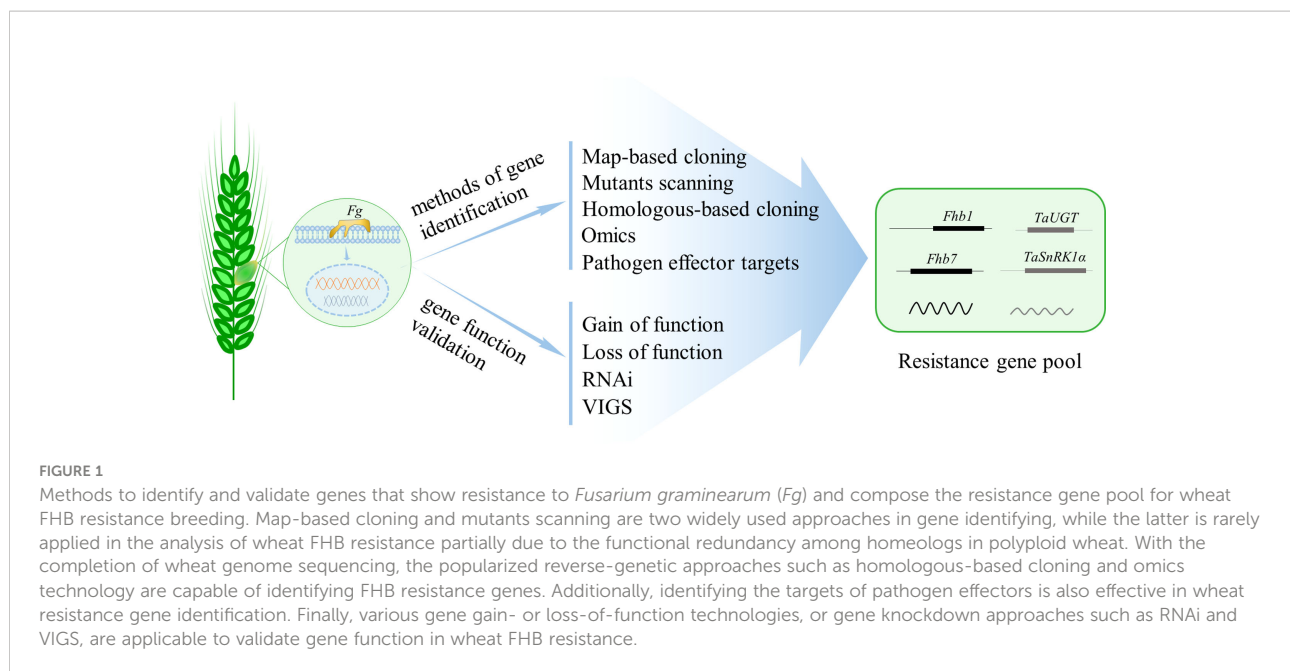 Fg
methods of gene
identification
gene function
validation
Map-based cloning
Mutants scanning
Homologous-based cloning
Omics
Pathogen effector targets
Gain of function
Loss of function
RNAi
VIGS
Fhb1 TaUGT
Fhb7 TaSnRK1α
Resistance gene pool
FIGURE 1
Methods to identify and validate genes that show resistance to Fusarium graminearum (Fg) and compose the resistance gene pool for wheat
FHB resistance breeding. Map-based cloning and mutants scanning are two widely used approaches in gene identifying, while the latter is rarely
applied in the analysis of wheat FHB resistance partially due to the functional redundancy among homeologs in polyploid wheat. With the
completion of wheat genome sequencing, the popularized reverse-genetic approaches such as homologous-based cloning and omics
technology are capable of identifying FHB resistance genes. Additionally, identifying the targets of pathogen effectors is also effective in wheat
resistance gene identification. Finally, various gene gain- or loss-of-function technologies, or gene knockdown approaches such as RNAi and
VIGS, are applicable to validate gene function in wheat FHB resistance.